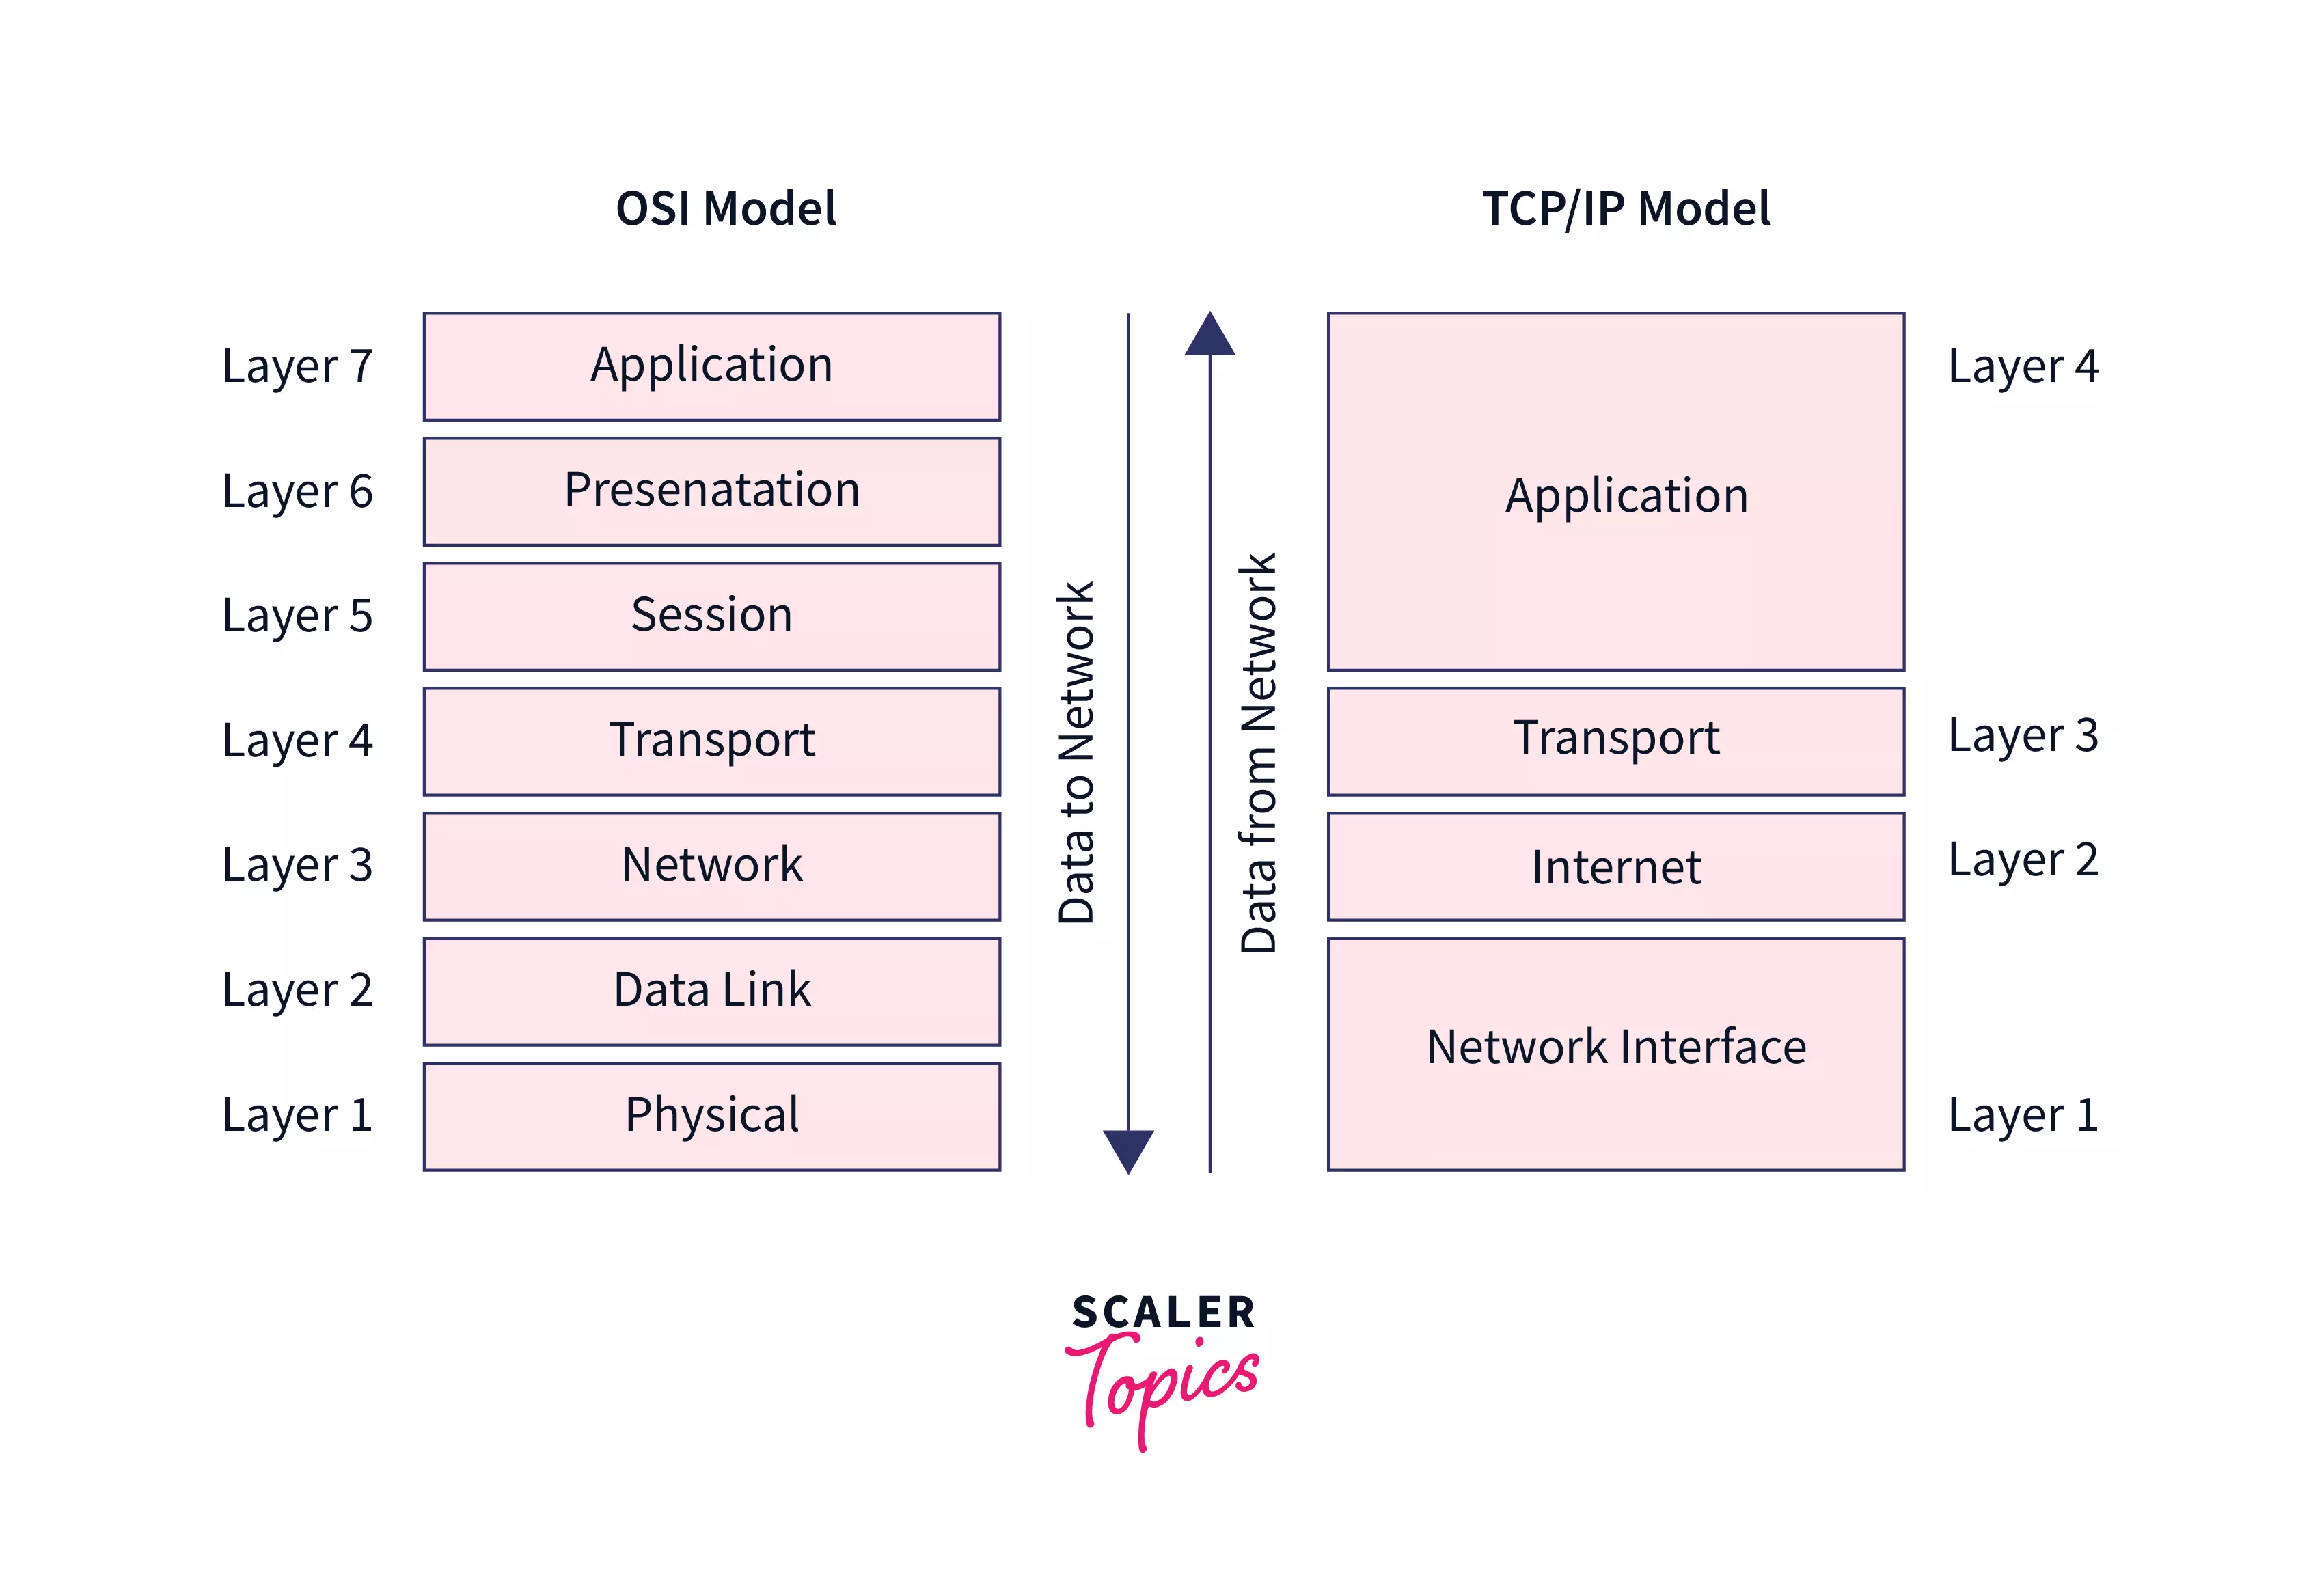 OSI Model
TCP/IP Model
Layer 7
Application
Layer 6
Presenatation
Layer 5
Session
Layer 4
Transport
Layer 3
Network
Layer 2
Data Link
Layer 1
Physical
Data to Network
Data from Network
Application
Layer 4
Transport
Layer 3
Internet
Layer 2
Network Interface
Layer 1
SCALER
Topics